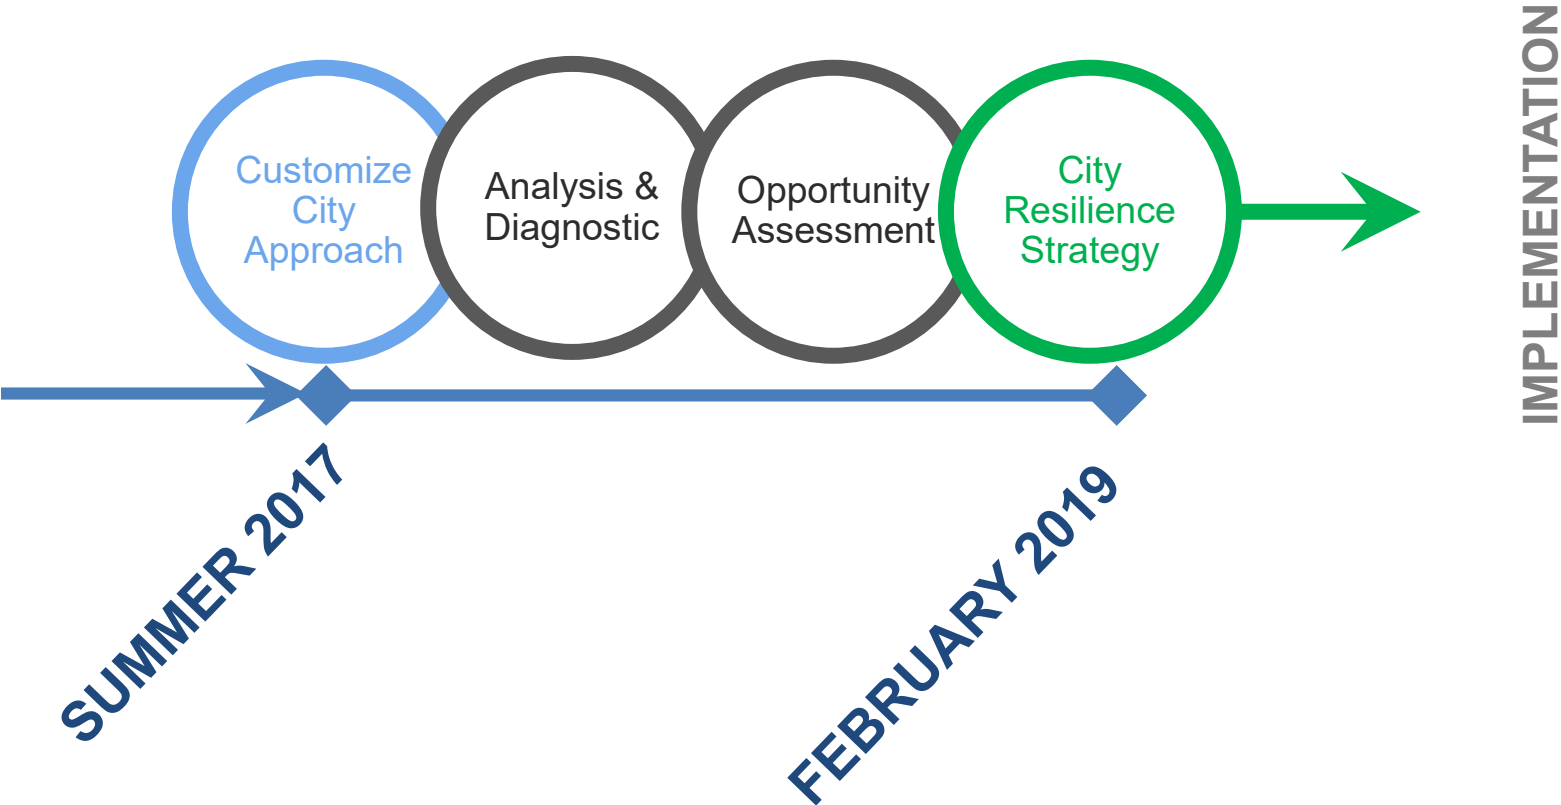 Customize
City
Approach
Analysis &
Diagnostic
Opportunity
Assessment
City
Resilience
Strategy
IMPLEMENTATION
SUMMER 2017
FEBRUARY 2019